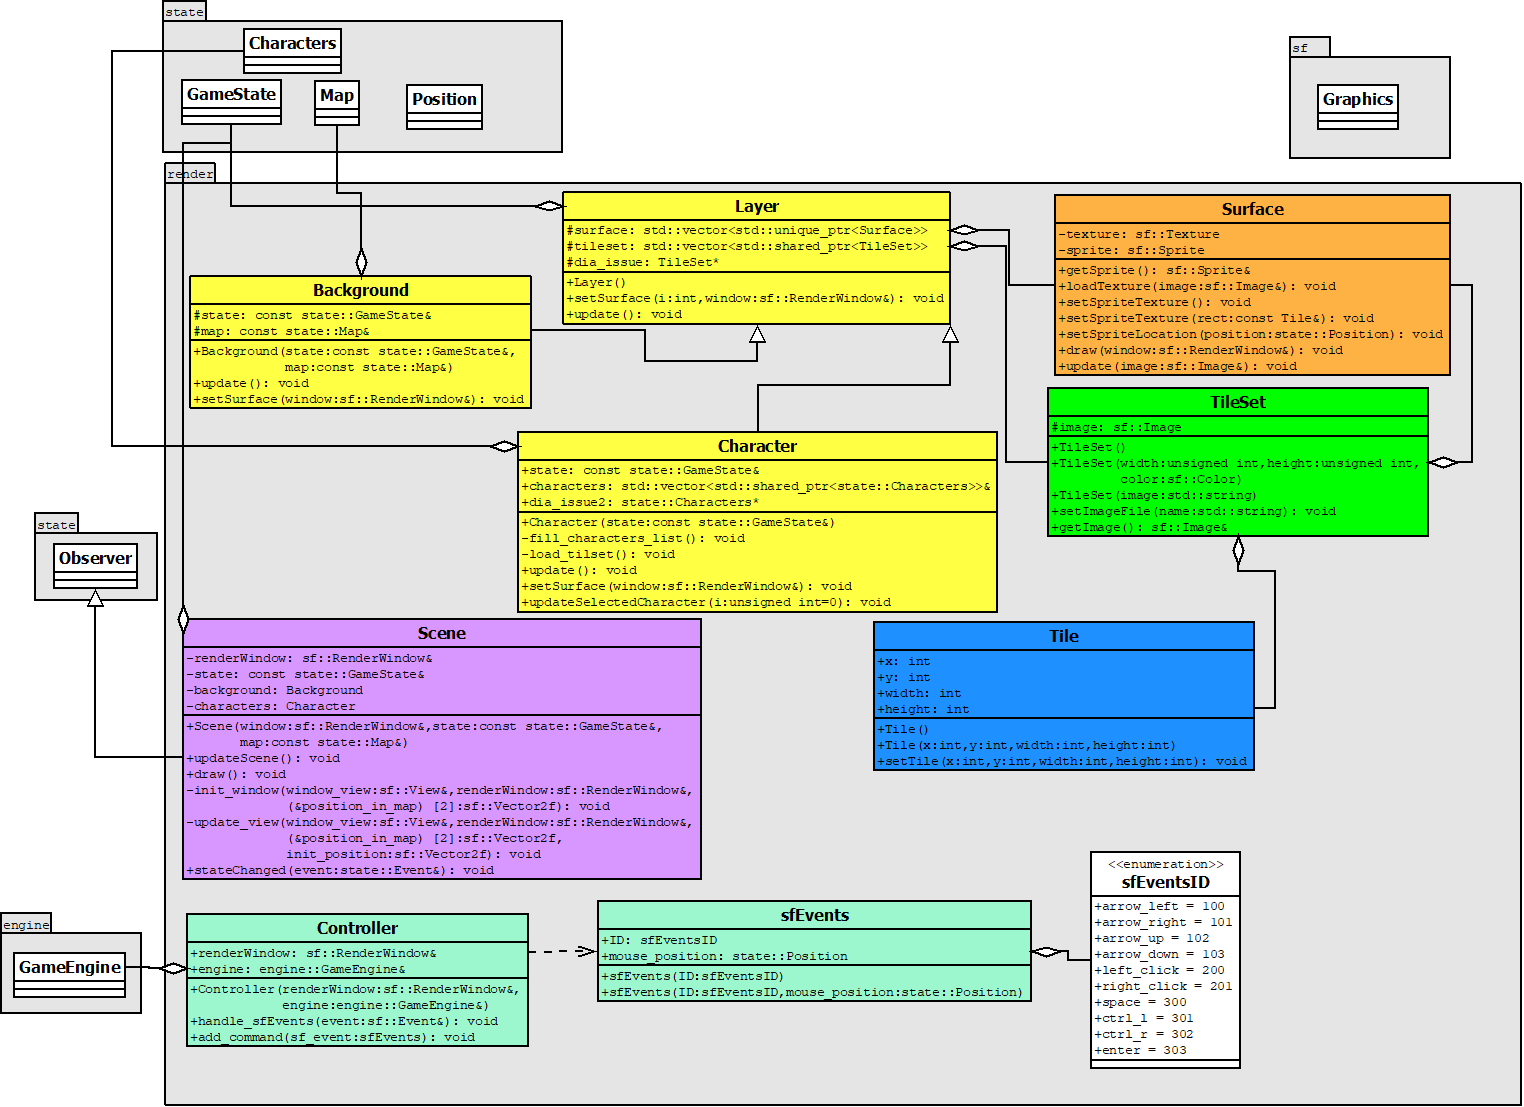 state
Characters
GameState
Map
Position
sf
Graphics
render
Layer
#surface: std::vector<std::unique_ptr<Surface>>
#tileset: std::vector<std::shared_ptr<TileSet>>
#dia_issue: TileSet*
+Layer()
+setSurface(i:int,window:sf::RenderWindow&): void
+update(): void
Surface
-texture: sf::Texture
-sprite: sf::Sprite
+getSprite(): sf::Sprite&
+loadTexture(image:sf::Image&): void
+setSpriteTexture(): void
+setSpriteTexture(rect:const Tile&): void
+setSpriteLocation(position:state::Position): void
+draw(window:sf::RenderWindow&): void
+update(image:sf::Image&): void
Background
#state: const state::GameState&
#map: const state::Map&
+Background(state:const state::GameState&,
map:const state::Map&)
+update(): void
+setSurface(window:sf::RenderWindow&): void
TileSet
#image: sf::Image
+TileSet()
+TileSet(width:unsigned int,height:unsigned int,
color:sf::Color)
+TileSet(image:std::string)
+setImageFile(name:std::string): void
+getImage(): sf::Image&
Character
+state: const state::GameState&
+characters: std::vector<std::shared_ptr<state::Characters>>&
+dia_issue2: state::Characters*
+Character(state:const state::GameState&)
-fill_characters_list(): void
-load_tilset(): void
+update(): void
+setSurface(window:sf::RenderWindow&): void
+updateSelectedCharacter(i:unsigned int=0): void
state
Observer
Scene
-renderWindow: sf::RenderWindow&
-state: const state::GameState&
-background: Background
-characters: Character
+Scene(window:sf::RenderWindow&,state:const state::GameState&,
map:const state::Map&)
+updateScene(): void
+draw(): void
-init_window(window_view:sf::View&,renderWindow:sf::RenderWindow&,
(&position_in_map) [2]:sf::Vector2f): void
-update_view(window_view:sf::View&,renderWindow:sf::RenderWindow&,
(&position_in_map) [2]:sf::Vector2f,
init_position:sf::Vector2f): void
+stateChanged(event:state::Event&): void
Tile
+x: int
+y: int
+width: int
+height: int
+Tile()
+Tile(x:int,y:int,width:int,height:int)
+setTile(x:int,y:int,width:int,height:int): void
engine
GameEngine
Controller
+renderWindow: sf::RenderWindow&
+engine: engine::GameEngine&
+Controller(renderWindow:sf::RenderWindow&,
engine:engine::GameEngine&)
+handle_sfEvents(event:sf::Event&): void
+add_command(sf_event:sfEvents): void
sfEvents
+ID: sfEventsID
+mouse_position: state::Position
+sfEvents(ID:sfEventsID)
+sfEvents(ID:sfEventsID,mouse_position:state::Position)
<<enumeration>>
sfEventsID
+arrow_left = 100
+arrow_right = 101
+arrow_up = 102
+arrow_down = 103
+left_click = 200
+right_click = 201
+space = 300
+ctrl_l = 301
+ctrl_r = 302
+enter = 303